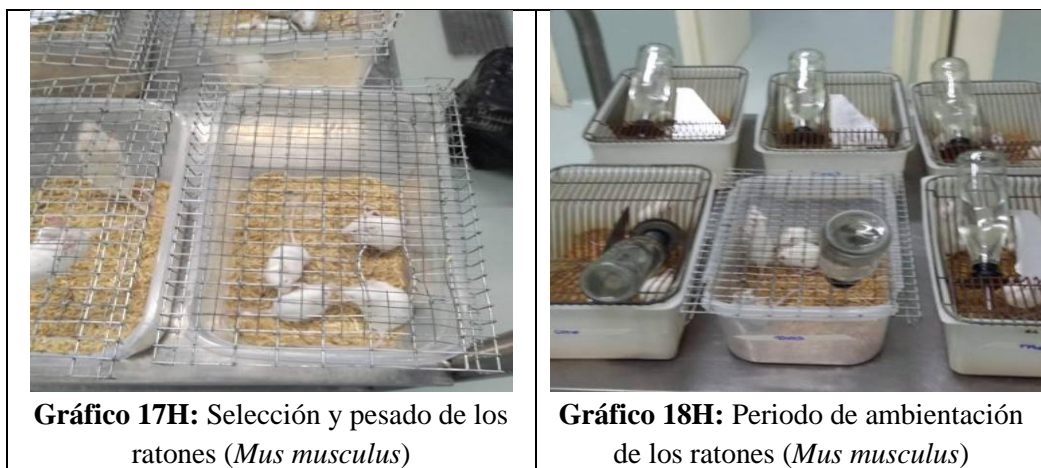 Gráfico 17H: Selección y pesado de los
ratones (Mus musculus)
Gráfico 18H: Periodo de ambientación
de los ratones (Mus musculus)